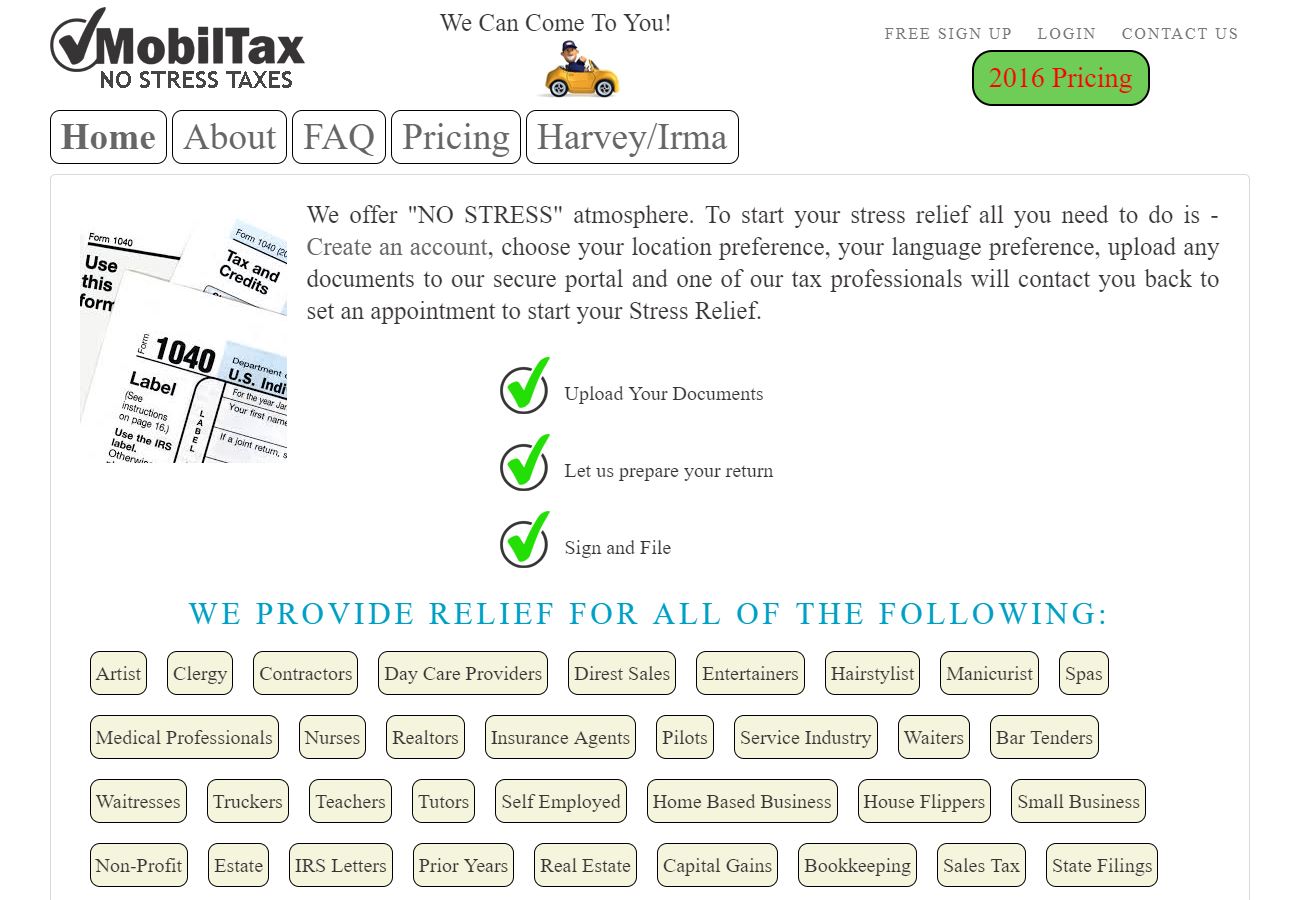 MobilTax
NO STRESS TAXES
We Can Come To You!
FREE SIGN UP LOGIN CONTACT US
2016 Pricing
Home About FAQ Pricing Harvey/Irma
We offer "NO STRESS" atmosphere. To start your stress relief all you need to do is -
Create an account, choose your location preference, your language preference, upload any
documents to our secure portal and one of our tax professionals will contact you back to
set an appointment to start your Stress Relief.
Form 1040
Use
this
form
Form 1040 (20
Tax and
Credits
Form
1040
Department
U.S. Indi
Label
(See
instructions
on page 16.)
Use the IRS
label.
LABEL
For the year Jan
Your first name
If a joint return, s
Upload Your Documents
Let us prepare your return
Sign and File
WE PROVIDE RELIEF FOR ALL OF THE FOLLOWING:
Artist Clergy Contractors Day Care Providers Direst Sales Entertainers Hairstylist Manicurist Spas
Medical Professionals Nurses Realtors Insurance Agents Pilots Service Industry Waiters Bar Tenders
Waitresses Truckers Teachers Tutors Self Employed Home Based Business House Flippers Small Business
Non-Profit Estate IRS Letters Prior Years Real Estate Capital Gains Bookkeeping Sales Tax State Filings